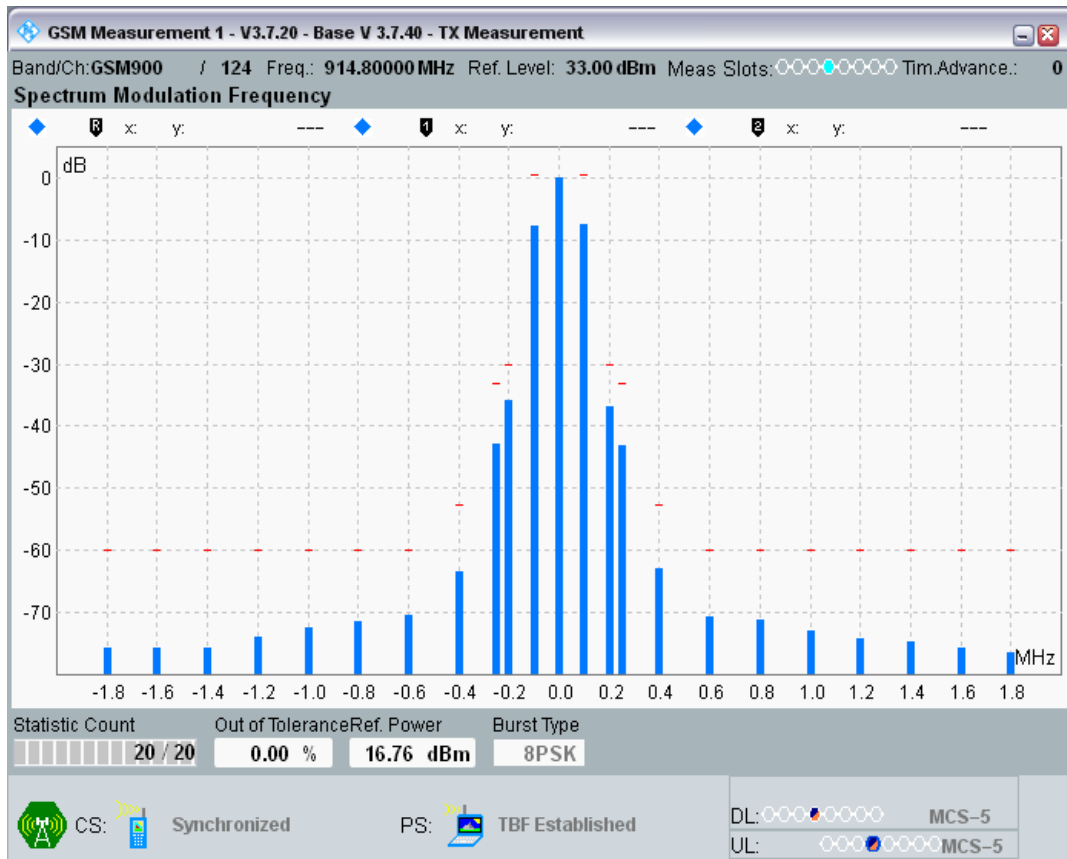 GSM Measurement 1 - V3.7.20 - Base V 3.7.40 - TX Measurement
Band/Ch:GSM900 / 124 Freq.: 914.80000 MHz Ref. Level: 33.00 dBm Meas Slots: Tim.Advance.: 0
Spectrum Modulation Frequency
R x: y: --- 1 x: y: --- 2 x: y: ---
dB
0
-10
-20
-30
-40
-50
-60
-70
MHz
-1.8 -1.6 -1.4 -1.2 -1.0 -0.8 -0.6 -0.4 -0.2 0.0 0.2 0.4 0.6 0.8 1.0 1.2 1.4 1.6 1.8
Statistic Count Out of Tolerance Ref. Power Burst Type
20 / 20 0.00 % 16.76 dBm 8PSK
CS: Synchronized PS: TBF Established
DL: MCS-5
UL: MCS-5